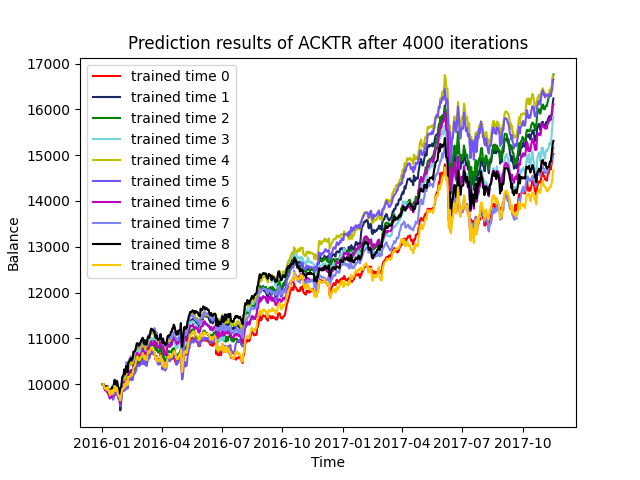 Prediction results of ACKTR after 4000 iterations
17000
16000
15000
14000
13000
12000
11000
10000
Balance
trained time 0
trained time 1
trained time 2
trained time 3
trained time 4
trained time 5
trained time 6
trained time 7
trained time 8
trained time 9
2016-01 2016-04 2016-07 2016-10 2017-01 2017-04 2017-07 2017-10
Time